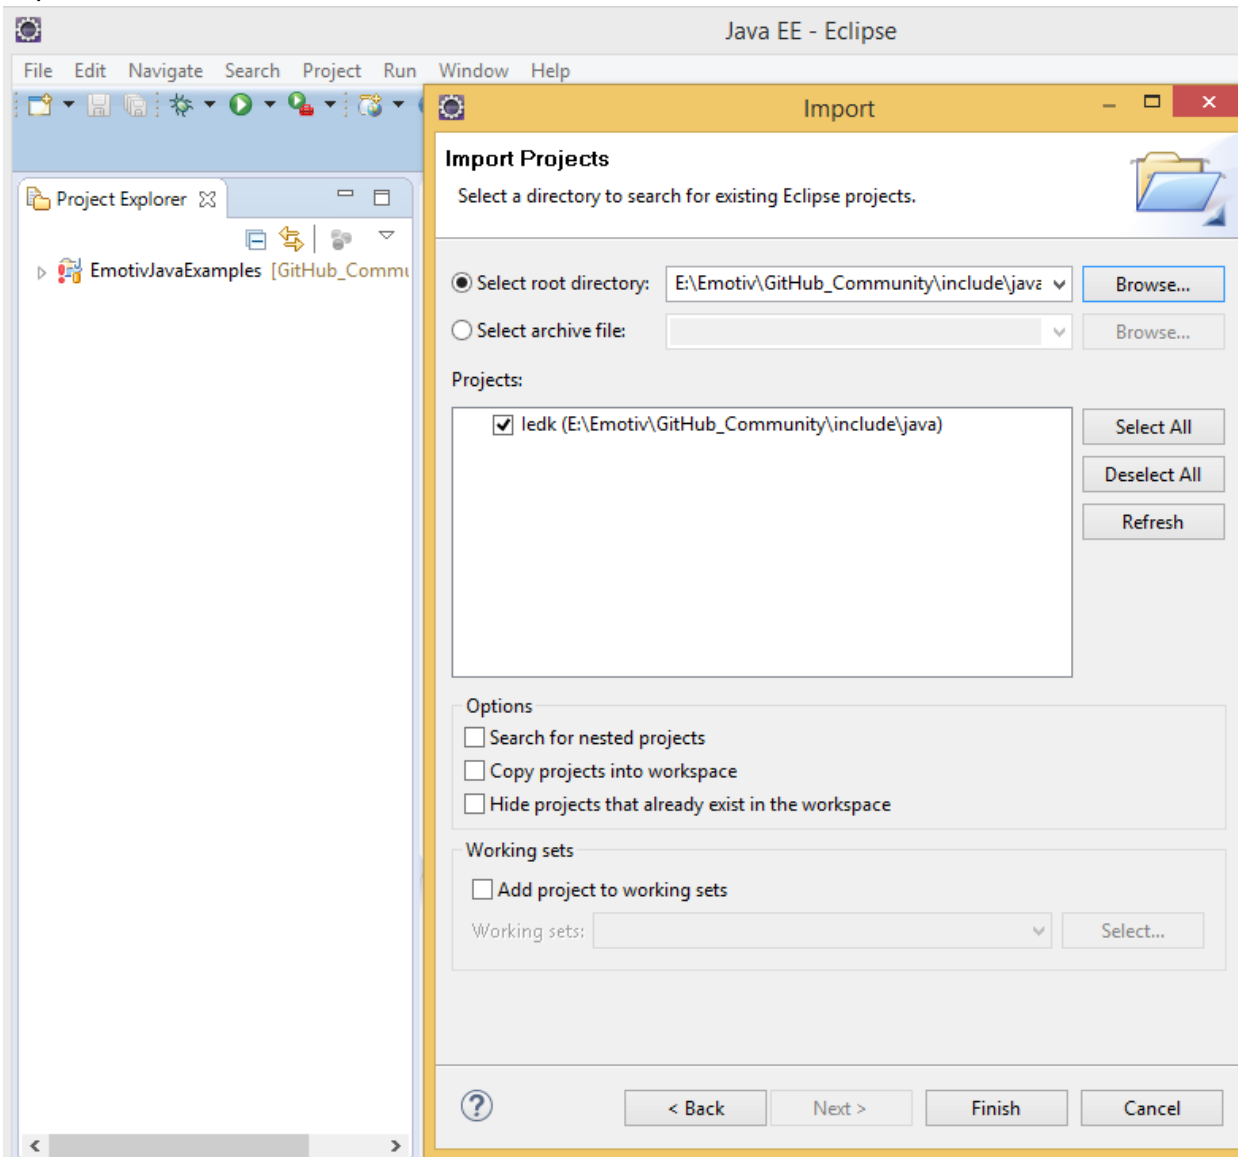 Java EE - Eclipse
File Edit Navigate Search Project Run Window Help
Import
Import Projects
Select a directory to search for existing Eclipse projects.
Project Explorer
EmotivJavaExamples [GitHub_Commu
Select root directory: E:\Emotiv\GitHub_Community\include\java Browse...
Select archive file: Browse...
Projects:
Iedk (E:\Emotiv\GitHub_Community\include\java)
Select All
Deselect All
Refresh
Options
Search for nested projects
Copy projects into workspace
Hide projects that already exist in the workspace
Working sets
Add project to working sets
Working sets: Select...
? < Back Next > Finish Cancel